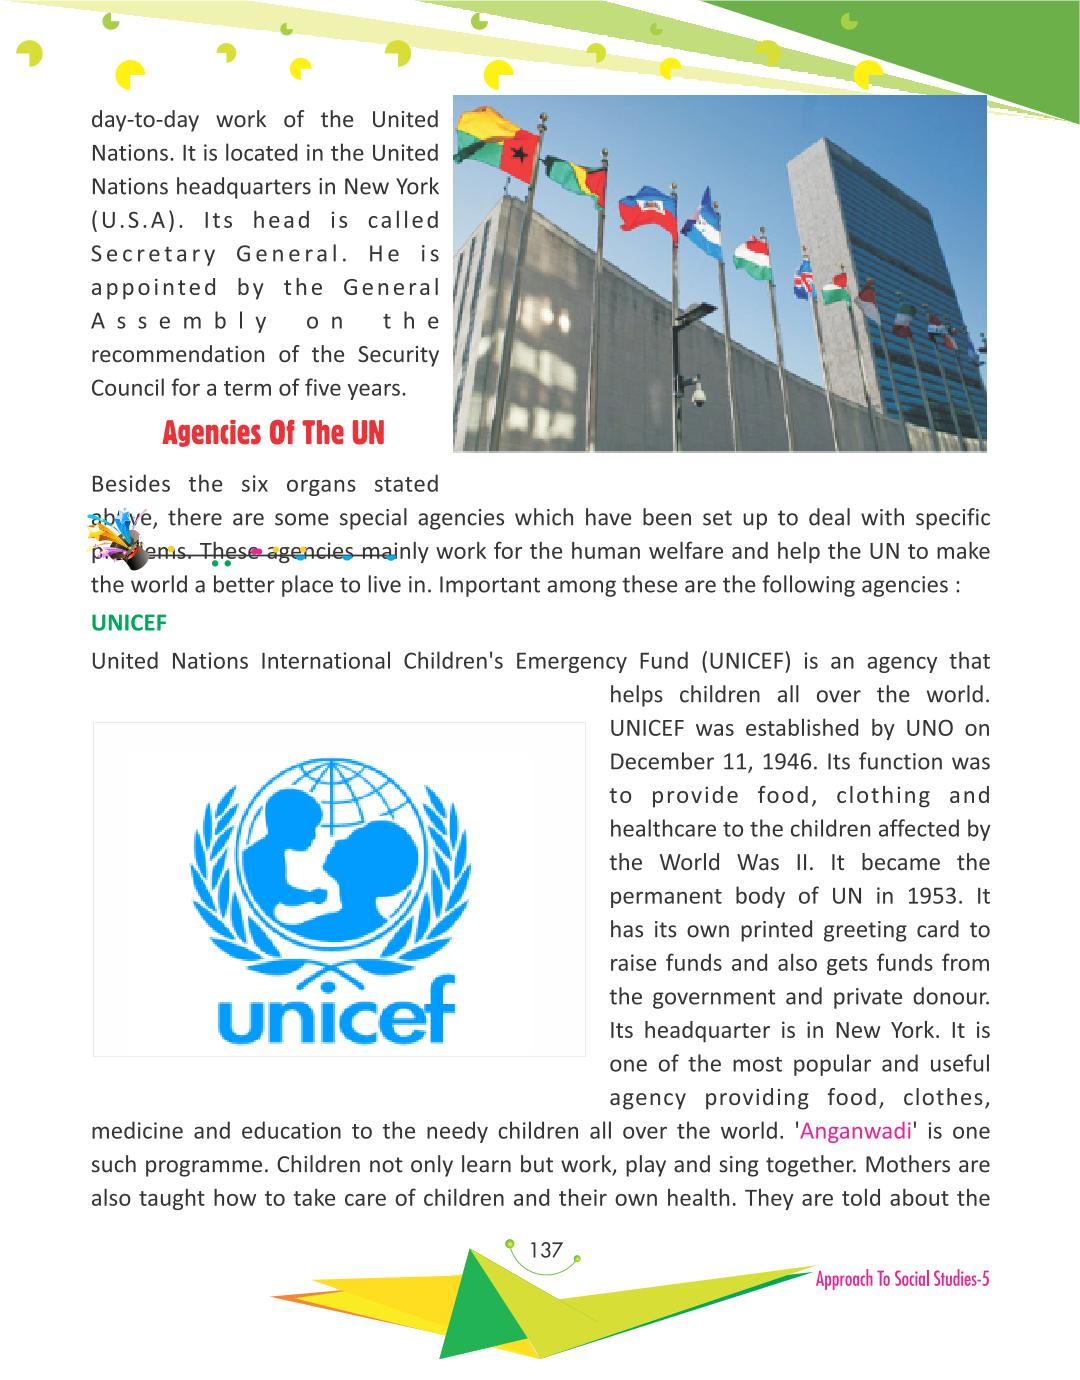 day-to-day work of the United
Nations. It is located in the United
Nations headquarters in New York
(U.S.A). Its head is called
Secretary General. He is
appointed by the General
Assembly on the
recommendation of the Security
Council for a term of five years.
Agencies Of The UN
Besides the six organs stated
above, there are some special agencies which have been set up to deal with specific
problems. These agencies mainly work for the human welfare and help the UN to make
the world a better place to live in. Important among these are the following agencies :
UNICEF
United Nations International Children's Emergency Fund (UNICEF) is an agency that
helps children all over the world.
UNICEF was established by UNO on
December 11, 1946. Its function was
to provide food, clothing and
healthcare to the children affected by
the World Was II. It became the
permanent body of UN in 1953. It
has its own printed greeting card to
raise funds and also gets funds from
the government and private donour.
Its headquarter is in New York. It is
one of the most popular and useful
agency providing food, clothes,
unicef
medicine and education to the needy children all over the world. 'Anganwadi' is one
such programme. Children not only learn but work, play and sing together. Mothers are
also taught how to take care of children and their own health. They are told about the
137
Approach To Social Studies-5